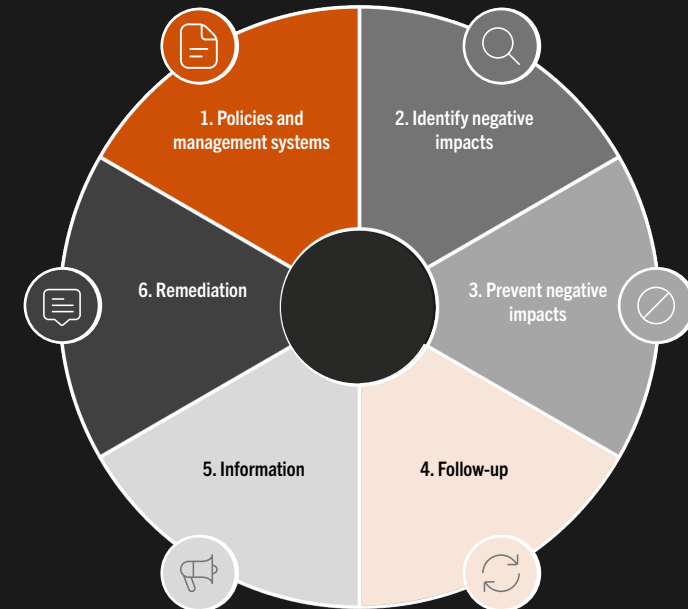 1. Policies and
management systems
2. Identify negative
impacts
3. Prevent negative
impacts
4. Follow-up
5. Information
6. Remediation